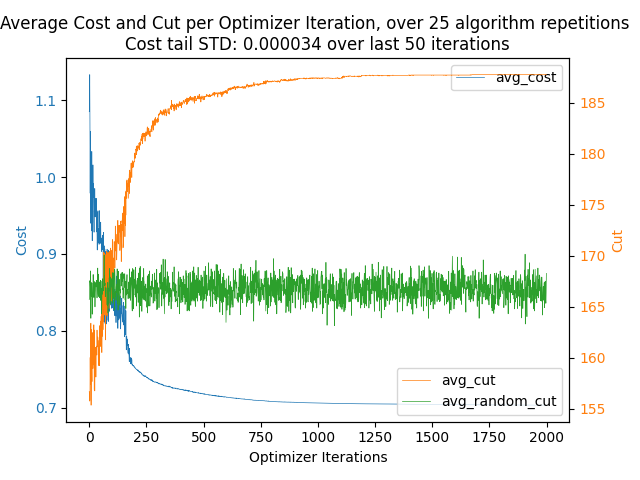 Average Cost and Cut per Optimizer Iteration, over 25 algorithm repetitions
Cost tail STD: 0.000034 over last 50 iterations
avg_cost
1.1
1.0
0.9
0.8
0.7
Cost
185
180
175
170
165
160
155
Cut
avg_cut
avg_random_cut
0
250
500
750
1000
1250
1500
1750
2000
Optimizer Iterations